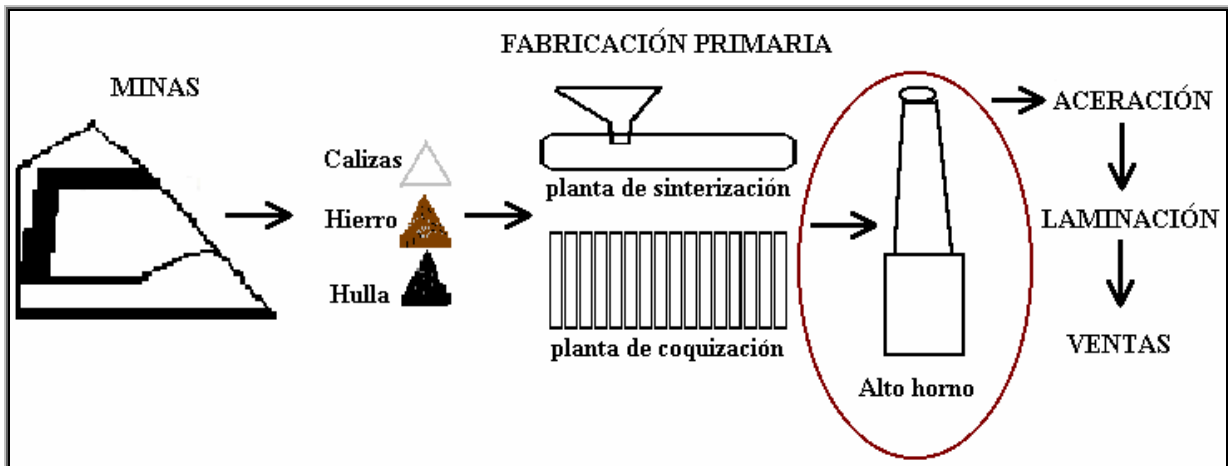 FABRICACIÓN PRIMARIA
MINAS
Calizas
Hierro
Hulla
planta de sinterización
planta de coquización
Alto horno
ACERACIÓN
LAMINACIÓN
VENTAS